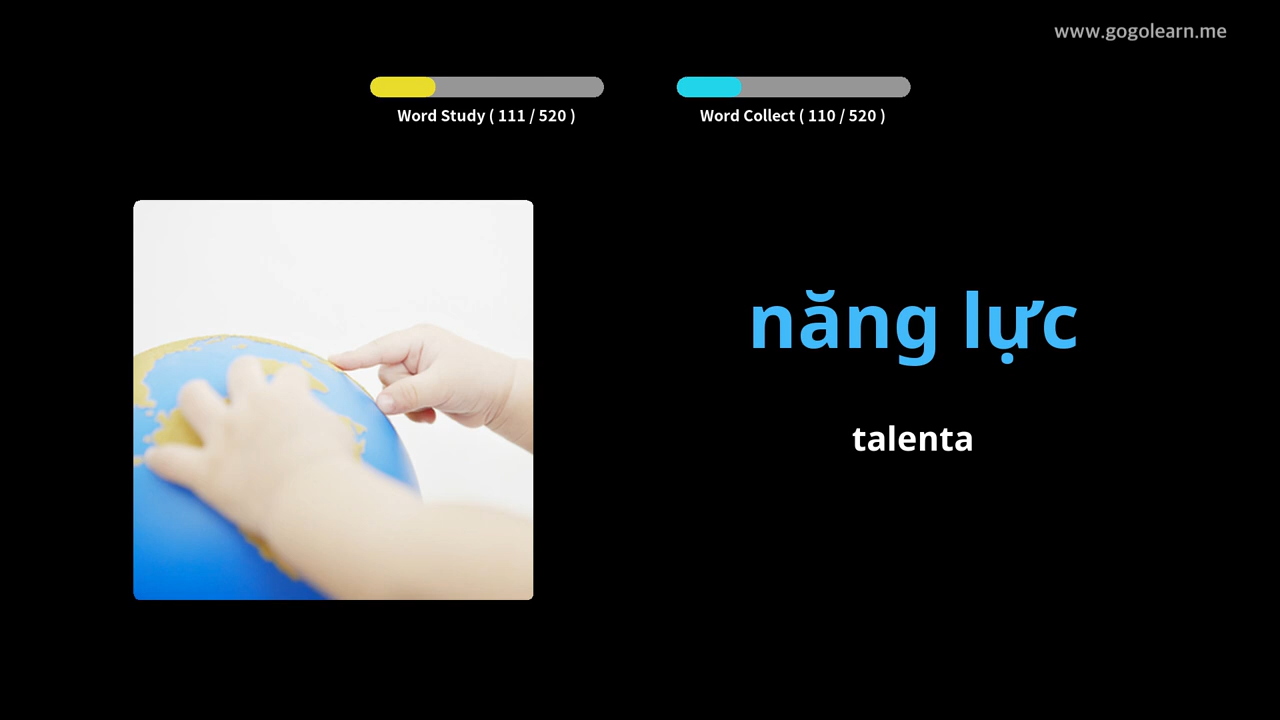 www.gogolearn.me
Word Study ( 111 / 520 )
Word Collect ( 110 / 520 )
năng lực
talenta